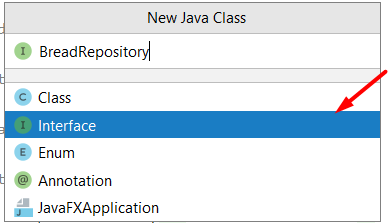 New Java Class
I BreadRepository
C Class
I Interface
E Enum
@ Annotation
JavaFXApplication